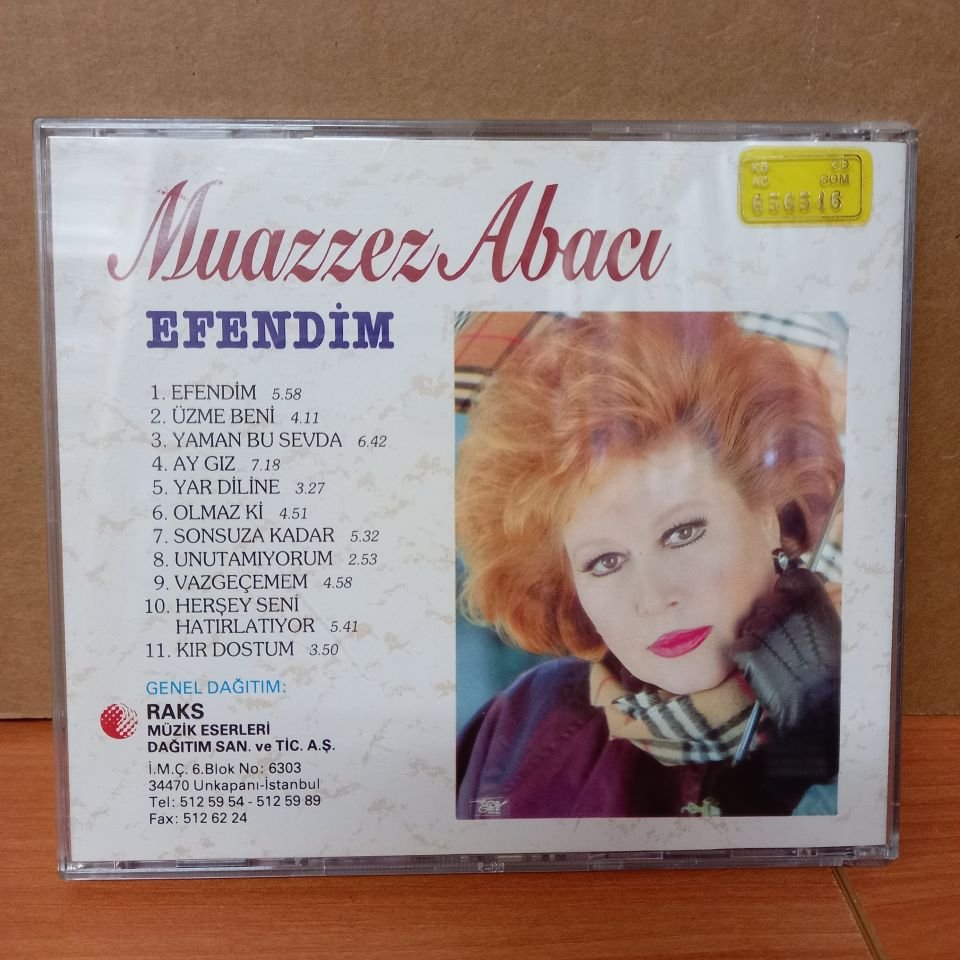 Muazzez Abacı
EFENDİM
1. EFENDİM 5.58
2. ÜZME BENİ 4.11
3. YAMAN BU SEVDA 6.42
4. AY GIZ 7.18
5. YAR DİLİNE 3.27
6. OLMAZ Kİ 4.51
7. SONSUZA KADAR 5.32
8. UNUTAMIYORUM 2.53
9. VAZGEÇEMEM 4.58
10. HERŞEY SENİ
HATIRLATIYOR 5.41
11. KIR DOSTUM 3.50
GENEL DAĞITIM:
RAKS
MÜZİK ESERLERİ
DAĞITIM SAN. ve TİC. A.Ş.
İ.M.Ç. 6.Blok No: 6303
34470 Unkapanı-İstanbul
Tel: 512 59 54 - 512 59 89
Fax: 512 62 24
CD
656516